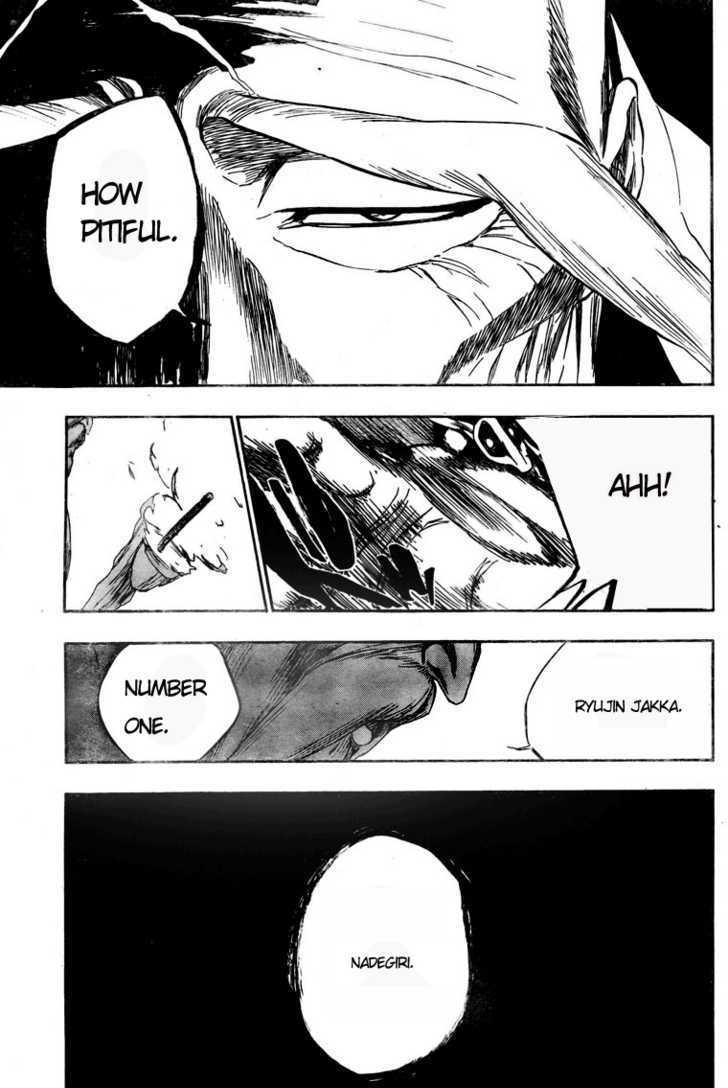 HOW
PITIFUL.
AHH!
RYUJIN JAKKA.
NUMBER
ONE.
NADEGIRI.